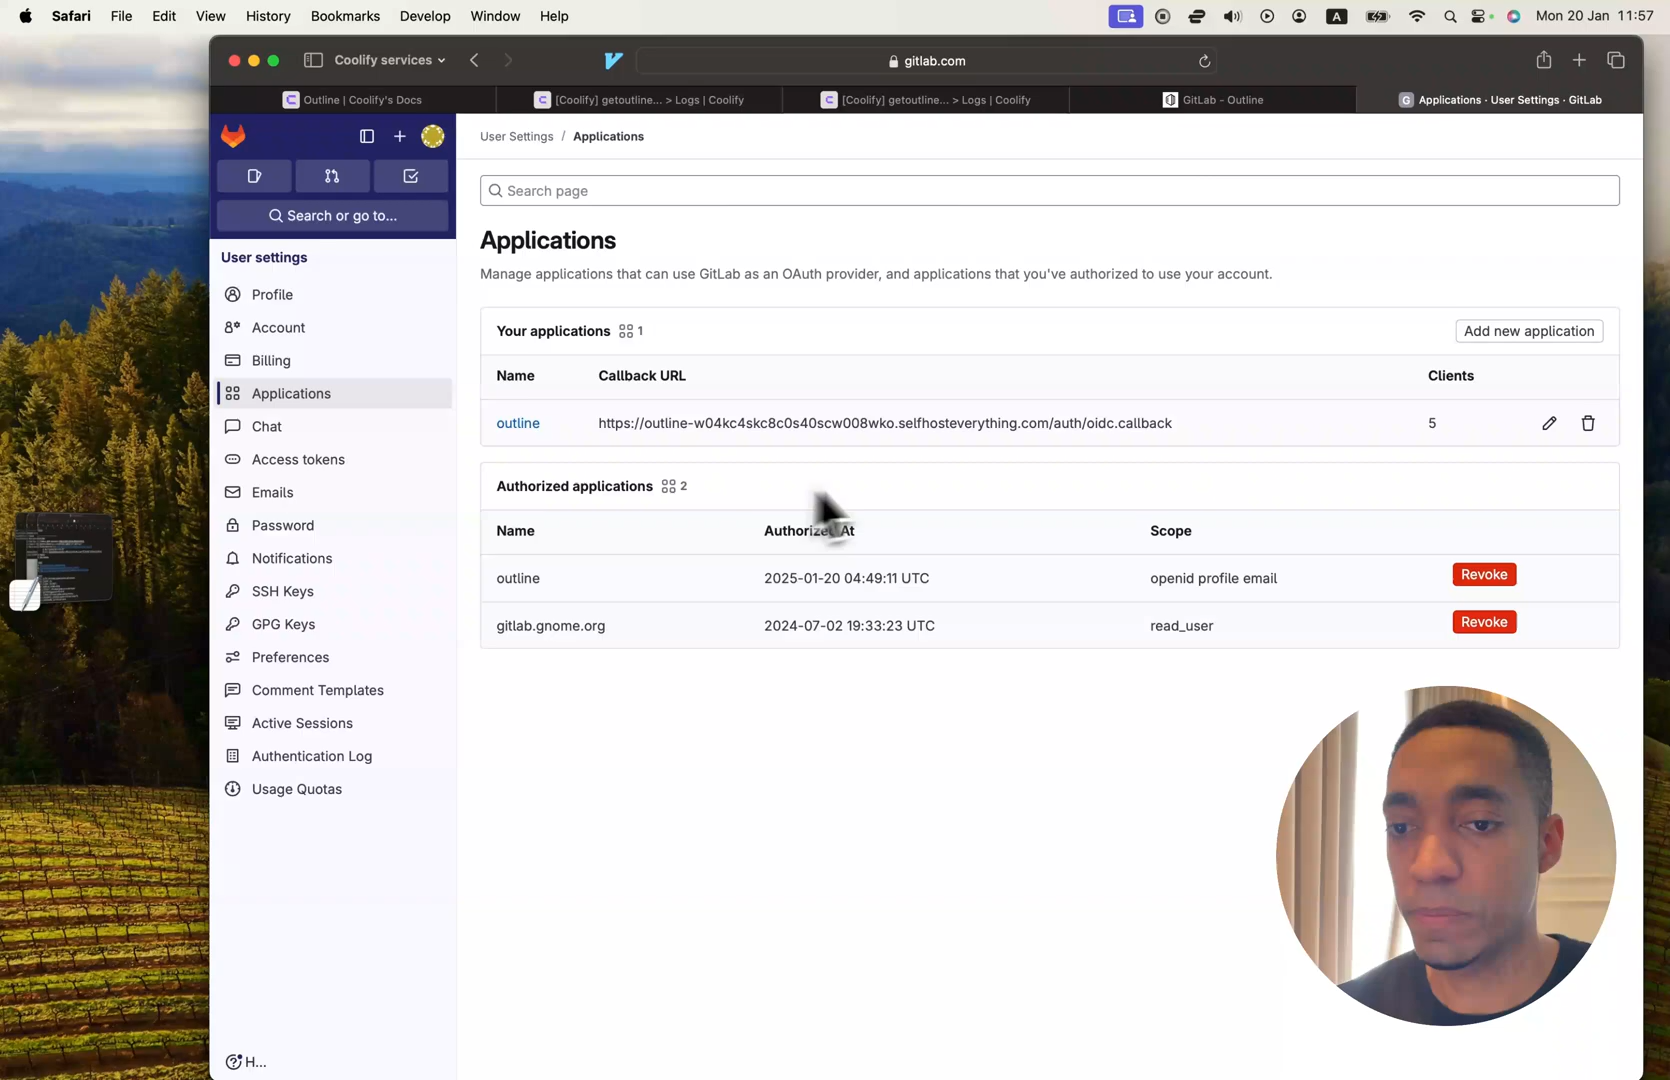 Safari File Edit View History Bookmarks Develop Window Help A Mon 20 Jan 11:57
Coolify services gitlab.com
Outline | Coolify's Docs [Coolify] getoutline... > Logs | Coolify [Coolify] getoutline... > Logs | Coolify GitLab - Outline Applications · User Settings · GitLab
Search or go to...
User settings
Profile
Account
Billing
Applications
Chat
Access tokens
Emails
Password
Notifications
SSH Keys
GPG Keys
Preferences
Comment Templates
Active Sessions
Authentication Log
Usage Quotas
H...
User Settings / Applications
Search page
Applications
Manage applications that can use GitLab as an OAuth provider, and applications that you've authorized to use your account.
Your applications 1 Add new application
Name Callback URL Clients
outline https://outline-w04kc4skc8c0s40scw008wko.selfhosteverything.com/auth/oidc.callback 5
Authorized applications 2
Name Authorized At Scope
outline 2025-01-20 04:49:11 UTC openid profile email Revoke
gitlab.gnome.org 2024-07-02 19:33:23 UTC read_user Revoke